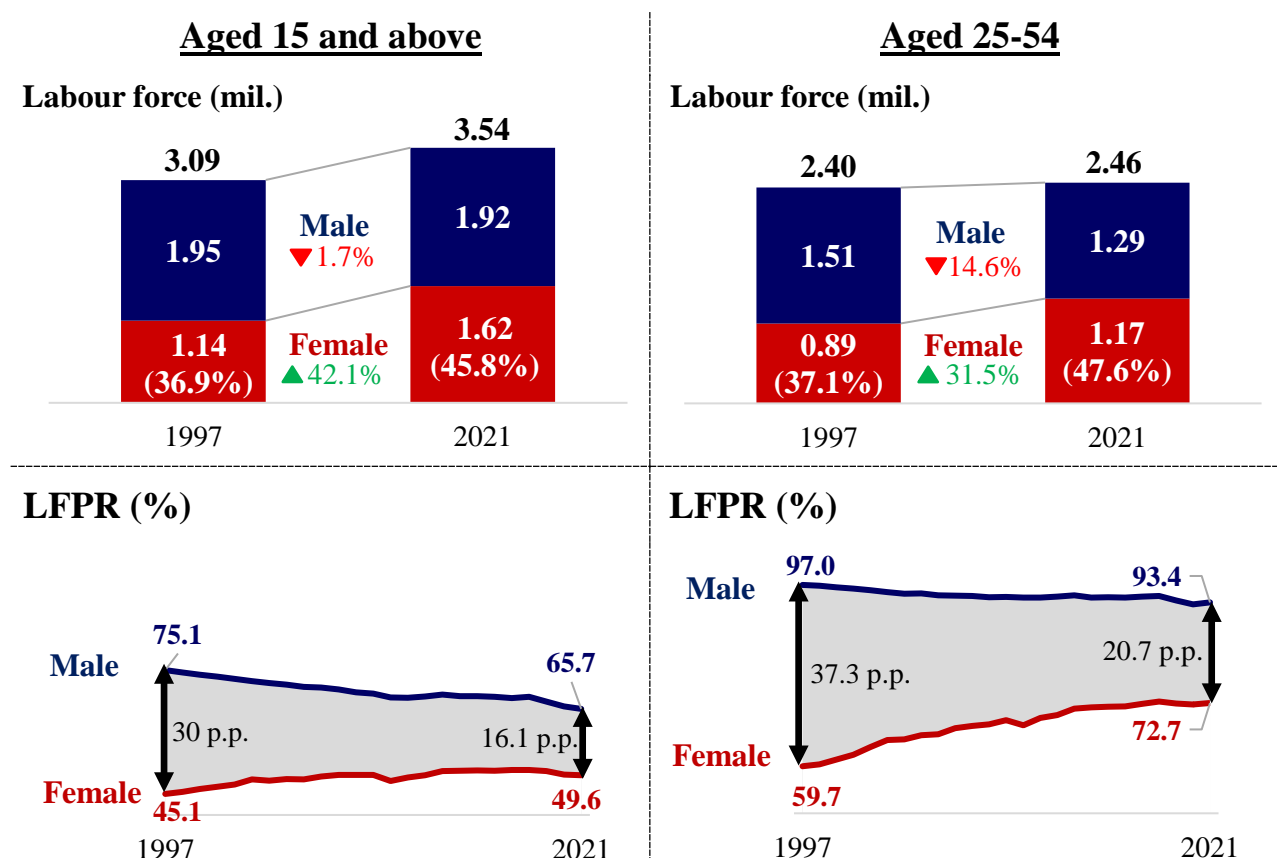 Aged 15 and above
Labour force (mil.)
3.09
3.54
1.95
Male
▼1.7%
1.92
1.14
(36.9%)
Female
▲42.1%
1.62
(45.8%)
1997
2021
Aged 25-54
Labour force (mil.)
2.40
2.46
1.51
Male
▼14.6%
1.29
0.89
(37.1%)
Female
▲31.5%
1.17
(47.6%)
1997
2021
LFPR (%)
75.1
Male
65.7
30 p.p.
16.1 p.p.
Female
45.1
49.6
1997
2021
LFPR (%)
97.0
Male
93.4
37.3 p.p.
20.7 p.p.
Female
59.7
72.7
1997
2021